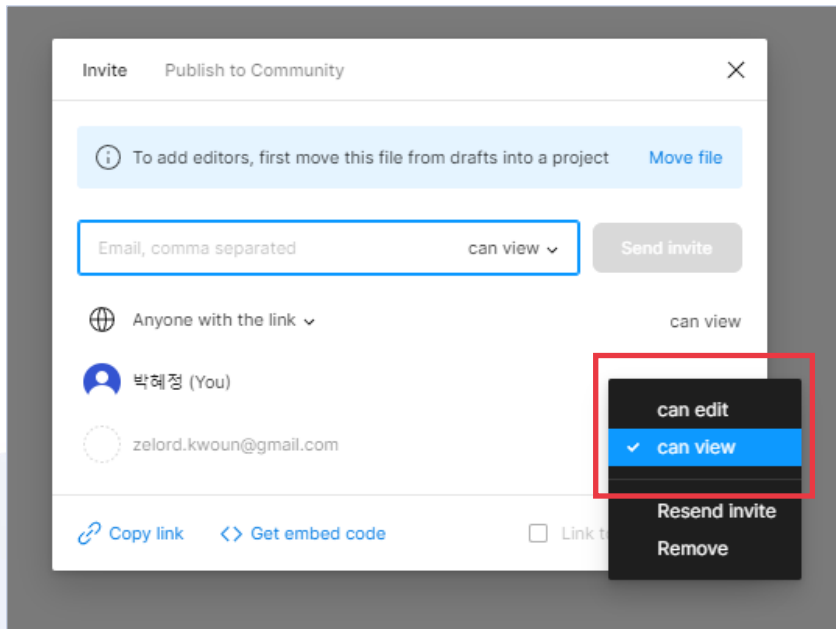 Invite Publish to Community
To add editors, first move this file from drafts into a project Move file
Email, comma separated can view Send invite
Anyone with the link can view
박혜정 (You)
can edit
zelord.kwoun@gmail.com can view
Resend invite
Copy link Get embed code Link
Remove